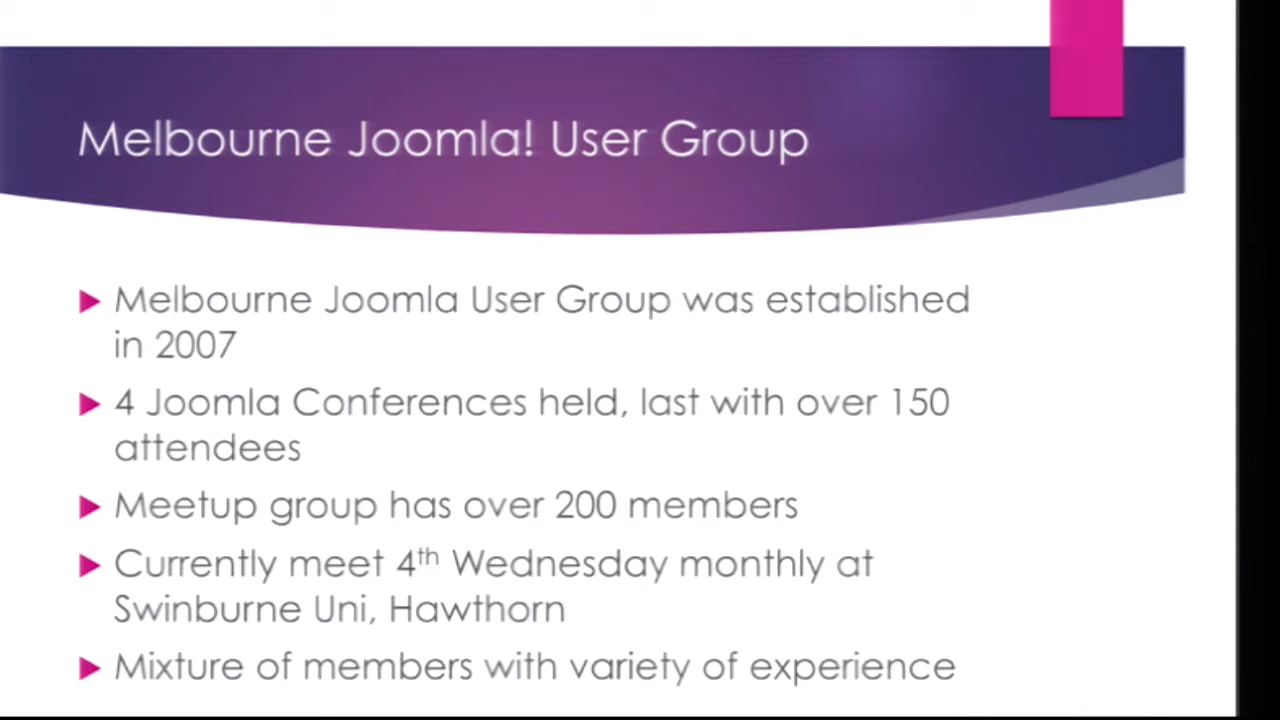 Melbourne Joomla! User Group
Melbourne Joomla User Group was established
in 2007
4 Joomla Conferences held, last with over 150
attendees
Meetup group has over 200 members
Currently meet 4th Wednesday monthly at
Swinburne Uni, Hawthorn
Mixture of members with variety of experience